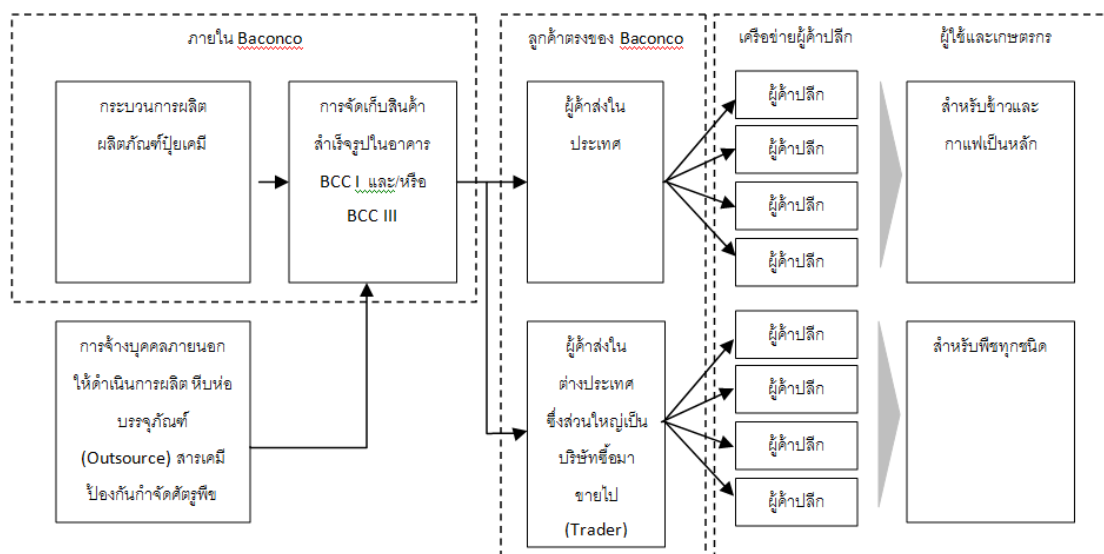 ภายใน Baconco
ลูกค้าตรงของ Baconco
เครือข่ายผู้ค้าปลีก
ผู้ใช้และเกษตรกร
กระบวนการผลิต
ผลิตภัณฑ์ปุ๋ยเคมี
การจัดเก็บสินค้า
สำเร็จรูปในอาคาร
BCC I และ/หรือ
BCC III
ผู้ค้าส่งใน
ประเทศ
ผู้ค้าปลีก
ผู้ค้าปลีก
ผู้ค้าปลีก
ผู้ค้าปลีก
สำหรับข้าวและ
กาแฟเป็นหลัก
การจ้างบุคคลภายนอก
ให้ดำเนินการผลิต หีบห่อ
บรรจุภัณฑ์
(Outsource) สารเคมี
ป้องกันกำจัดศัตรูพืช
ผู้ค้าส่งใน
ต่างประเทศ
ซึ่งส่วนใหญ่เป็น
บริษัทซื้อมา
ขายไป
(Trader)
ผู้ค้าปลีก
ผู้ค้าปลีก
ผู้ค้าปลีก
ผู้ค้าปลีก
สำหรับพืชทุกชนิด